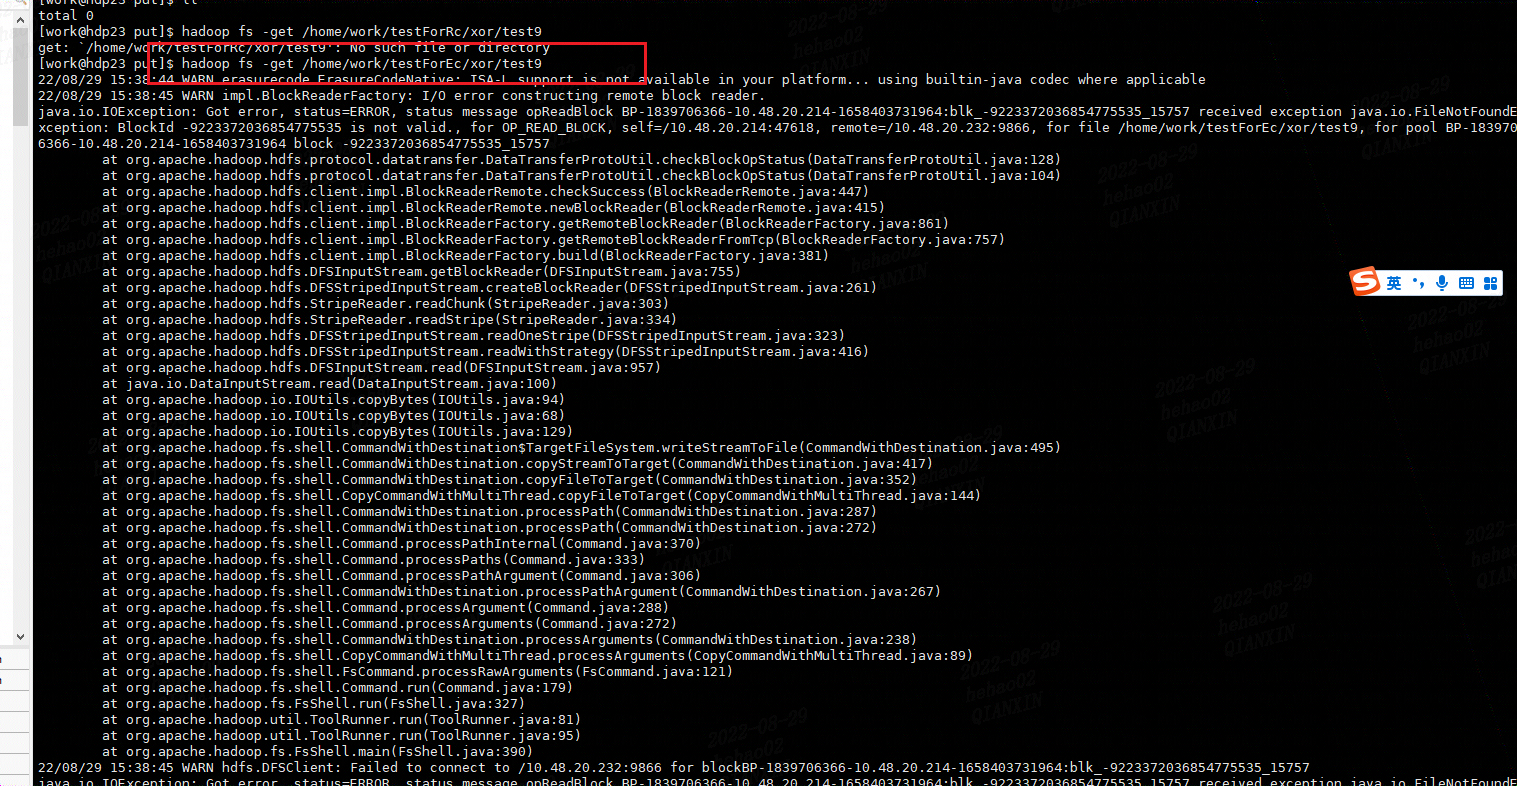 [work@hdp23 put]$ ll
total 0
[work@hdp23 put]$ hadoop fs -get /home/work/testForRc/xor/test9
get: `/home/work/testForRc/xor/test9': No such file or directory
[work@hdp23 put]$ hadoop fs -get /home/work/testForEc/xor/test9
22/08/29 15:38:44 WARN erasurecode.ErasureCodeNative: ISA-L support is not available in your platform... using builtin-java codec where applicable
22/08/29 15:38:45 WARN impl.BlockReaderFactory: I/O error constructing remote block reader.
java.io.IOException: Got error, status=ERROR, status message opReadBlock BP-1839706366-10.48.20.214-1658403731964:blk_-9223372036854775535_15757 received exception java.io.FileNotFoundE
xception: BlockId -9223372036854775535 is not valid., for OP_READ_BLOCK, self=/10.48.20.214:47618, remote=/10.48.20.232:9866, for file /home/work/testForEc/xor/test9, for pool BP-183970
6366-10.48.20.214-1658403731964 block -9223372036854775535_15757
at org.apache.hadoop.hdfs.protocol.datatransfer.DataTransferProtoUtil.checkBlockOpStatus(DataTransferProtoUtil.java:128)
at org.apache.hadoop.hdfs.protocol.datatransfer.DataTransferProtoUtil.checkBlockOpStatus(DataTransferProtoUtil.java:104)
at org.apache.hadoop.hdfs.client.impl.BlockReaderRemote.checkSuccess(BlockReaderRemote.java:447)
at org.apache.hadoop.hdfs.client.impl.BlockReaderRemote.newBlockReader(BlockReaderRemote.java:415)
at org.apache.hadoop.hdfs.client.impl.BlockReaderFactory.getRemoteBlockReader(BlockReaderFactory.java:861)
at org.apache.hadoop.hdfs.client.impl.BlockReaderFactory.getRemoteBlockReaderFromTcp(BlockReaderFactory.java:757)
at org.apache.hadoop.hdfs.client.impl.BlockReaderFactory.build(BlockReaderFactory.java:381)
at org.apache.hadoop.hdfs.DFSInputStream.getBlockReader(DFSInputStream.java:755)
at org.apache.hadoop.hdfs.DFSStripedInputStream.createBlockReader(DFSStripedInputStream.java:261)
at org.apache.hadoop.hdfs.StripeReader.readChunk(StripeReader.java:303)
at org.apache.hadoop.hdfs.StripeReader.readStripe(StripeReader.java:334)
at org.apache.hadoop.hdfs.DFSStripedInputStream.readOneStripe(DFSStripedInputStream.java:323)
at org.apache.hadoop.hdfs.DFSStripedInputStream.readWithStrategy(DFSStripedInputStream.java:416)
at org.apache.hadoop.hdfs.DFSInputStream.read(DFSInputStream.java:957)
at java.io.DataInputStream.read(DataInputStream.java:100)
at org.apache.hadoop.io.IOUtils.copyBytes(IOUtils.java:94)
at org.apache.hadoop.io.IOUtils.copyBytes(IOUtils.java:68)
at org.apache.hadoop.io.IOUtils.copyBytes(IOUtils.java:129)
at org.apache.hadoop.fs.shell.CommandWithDestination$TargetFileSystem.writeStreamToFile(CommandWithDestination.java:495)
at org.apache.hadoop.fs.shell.CommandWithDestination.copyStreamToTarget(CommandWithDestination.java:417)
at org.apache.hadoop.fs.shell.CommandWithDestination.copyFileToTarget(CommandWithDestination.java:352)
at org.apache.hadoop.fs.shell.CopyCommandWithMultiThread.copyFileToTarget(CopyCommandWithMultiThread.java:144)
at org.apache.hadoop.fs.shell.CommandWithDestination.processPath(CommandWithDestination.java:287)
at org.apache.hadoop.fs.shell.CommandWithDestination.processPath(CommandWithDestination.java:272)
at org.apache.hadoop.fs.shell.Command.processPathInternal(Command.java:370)
at org.apache.hadoop.fs.shell.Command.processPaths(Command.java:333)
at org.apache.hadoop.fs.shell.Command.processPathArgument(Command.java:306)
at org.apache.hadoop.fs.shell.CommandWithDestination.processPathArgument(CommandWithDestination.java:267)
at org.apache.hadoop.fs.shell.Command.processArgument(Command.java:288)
at org.apache.hadoop.fs.shell.Command.processArguments(Command.java:272)
at org.apache.hadoop.fs.shell.CommandWithDestination.processArguments(CommandWithDestination.java:238)
at org.apache.hadoop.fs.shell.CopyCommandWithMultiThread.processArguments(CopyCommandWithMultiThread.java:89)
at org.apache.hadoop.fs.shell.FsCommand.processRawArguments(FsCommand.java:121)
at org.apache.hadoop.fs.shell.Command.run(Command.java:179)
at org.apache.hadoop.fs.FsShell.run(FsShell.java:327)
at org.apache.hadoop.util.ToolRunner.run(ToolRunner.java:81)
at org.apache.hadoop.util.ToolRunner.run(ToolRunner.java:95)
at org.apache.hadoop.fs.FsShell.main(FsShell.java:390)
22/08/29 15:38:45 WARN hdfs.DFSClient: Failed to connect to /10.48.20.232:9866 for blockBP-1839706366-10.48.20.214-1658403731964:blk_-9223372036854775535_15757
java.io.IOException: Got error, status=ERROR, status message opReadBlock BP-1839706366-10.48.20.214-1658403731964:blk_-9223372036854775535_15757 received exception java.io.FileNotFoundE
英
2022-08-29
hehao02
QIANXIN